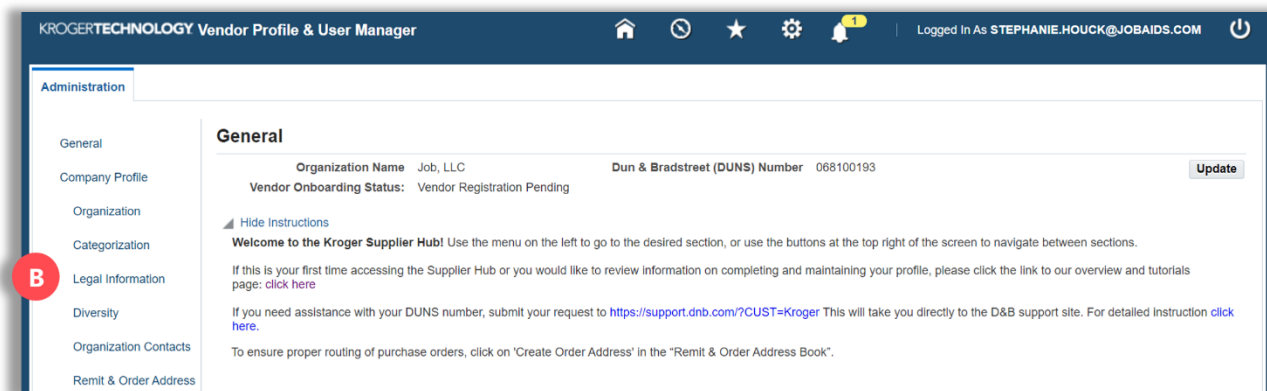 KROGERTECHNOLOGY. Vendor Profile & User Manager
1
Logged In As STEPHANIE.HOUCK@JOBAIDS.COM
Administration
General
Company Profile
Organization
Categorization
B
Legal Information
Diversity
Organization Contacts
Remit & Order Address
General
Organization Name Job, LLC
Dun & Bradstreet (DUNS) Number 068100193
Update
Vendor Onboarding Status: Vendor Registration Pending
Hide Instructions
Welcome to the Kroger Supplier Hub! Use the menu on the left to go to the desired section, or use the buttons at the top right of the screen to navigate between sections.
If this is your first time accessing the Supplier Hub or you would like to review information on completing and maintaining your profile, please click the link to our overview and tutorials
page: click here
If you need assistance with your DUNS number, submit your request to https://support.dnb.com/?CUST=Kroger This will take you directly to the D&B support site. For detailed instruction click
here.
To ensure proper routing of purchase orders, click on 'Create Order Address' in the “Remit & Order Address Book”.